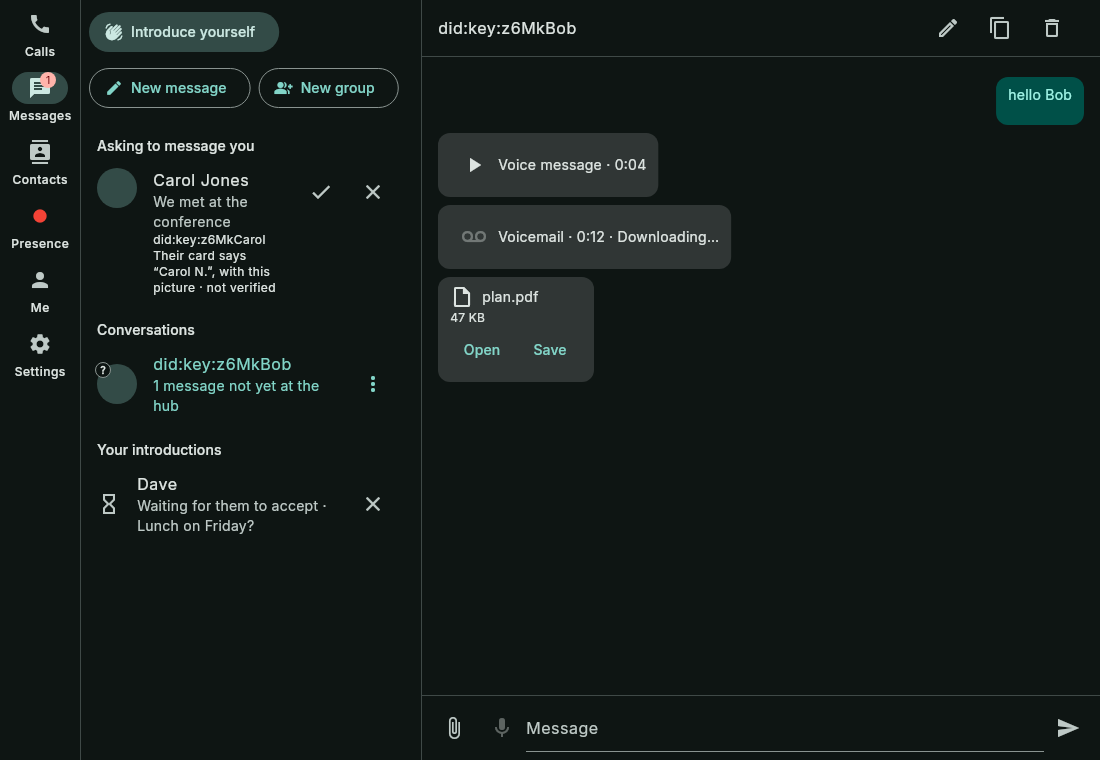 Calls
1
Messages
Contacts
Presence
Me
Settings
Introduce yourself
New message
New group
Asking to message you
Carol Jones
We met at the
conference
did:key:z6MkCarol
Their card says
“Carol N.”, with this
picture · not verified
Conversations
?
did:key:z6MkBob
1 message not yet at the
hub
Your introductions
Dave
Waiting for them to accept ·
Lunch on Friday?
did:key:z6MkBob
hello Bob
Voice message · 0:04
Voicemail · 0:12 · Downloading…
plan.pdf
47 KB
Open
Save
Message